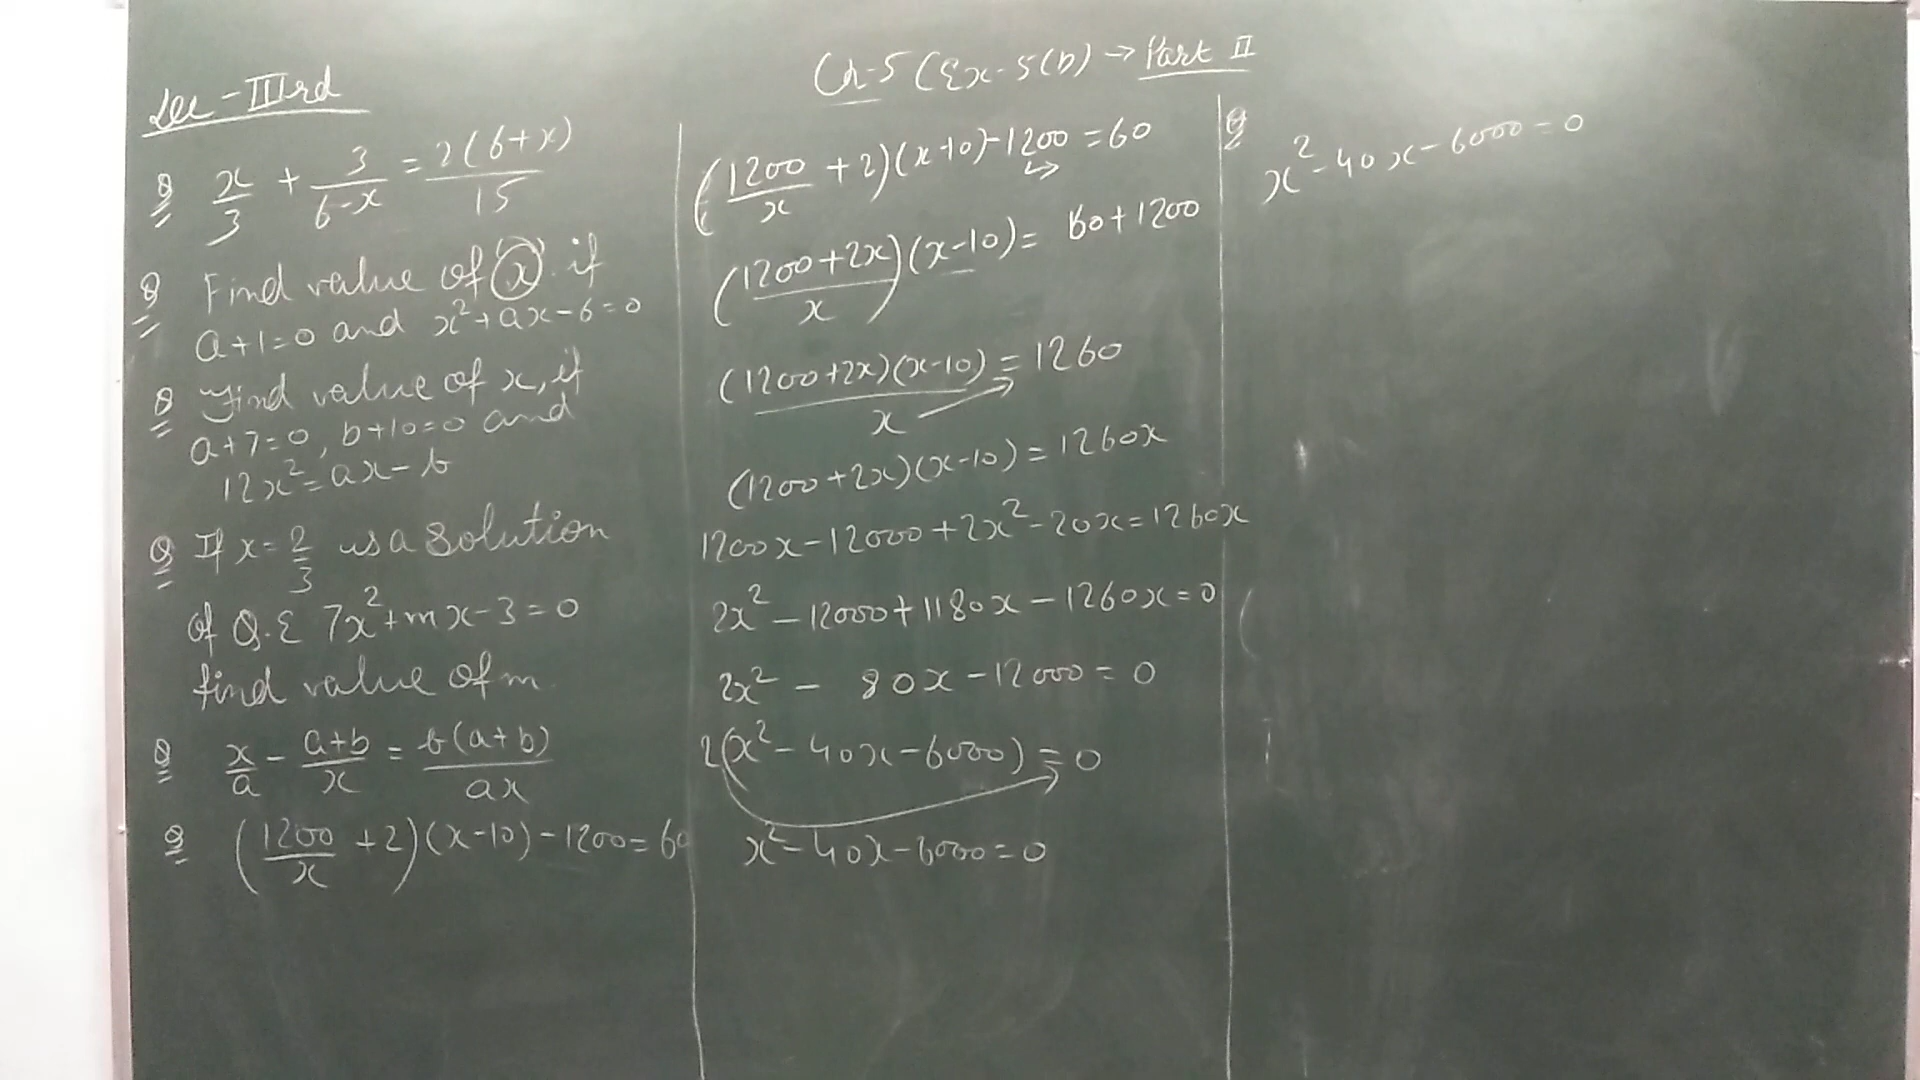 Lec - IIIrd
Ch-5 (Ex-5(b) → Part II
Q x/3 + 3/(6-x) = 2(6+x)/15
Q Find value of 'x' if
a+1=0 and x²+ax-6=0
Q Find value of x, if
a+7=0, b+10=0 and
12x²=ax-b
Q If x=2/3 is a solution
of Q.E 7x²+mx-3=0
find value of m
Q x/a - (a+b)/x = b(a+b)/ax
Q (1200/x +2)(x-10)-1200=60
(1200/x +2)(x-10)-1200=60
((1200+2x)/x)(x-10)= 60+1200
(1200+2x)(x-10)/x = 1260
(1200+2x)(x-10)=1260x
1200x-12000+2x²-20x=1260x
2x²-12000+1180x-1260x=0
2x² - 80x-12000=0
2(x²-40x-6000)=0
x²-40x-6000=0
Q
x²-40x-6000=0